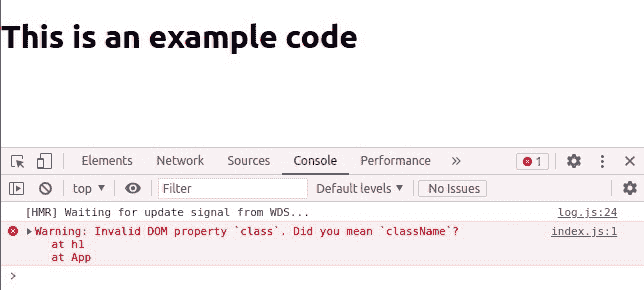 This is an example code
Elements Network Sources Console Performance » 1
top Filter Default levels No Issues
[HMR] Waiting for update signal from WDS... log.js:24
Warning: Invalid DOM property `class`. Did you mean `className`? index.js:1
at h1
at App
>